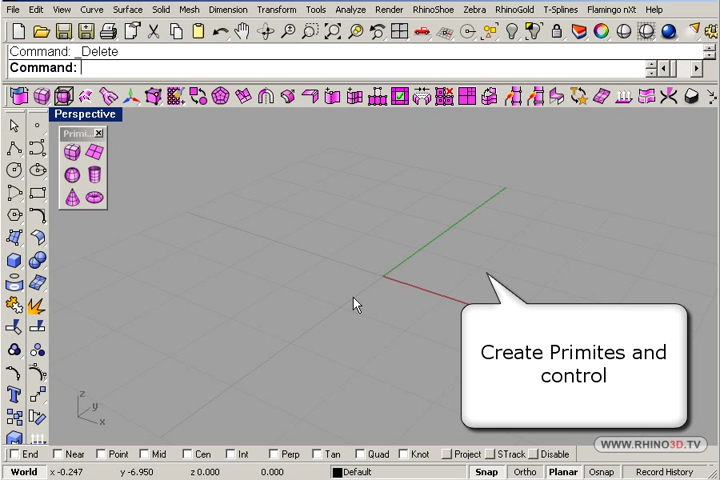 File Edit View Curve Surface Solid Mesh Dimension Transform Tools Analyze Render RhinoShoe Zebra RhinoGold T-Splines Flamingo nXt Help
Command: _Delete
Command:
Perspective
Primi...
Create Primites and
control
z
y
x
WWW.RHINO3D.TV
End Near Point Mid Cen Int Perp Tan Quad Knot Project STrack Disable
World x -0.247 y -6.950 z 0.000 0.000 Default Snap Ortho Planar Osnap Record History